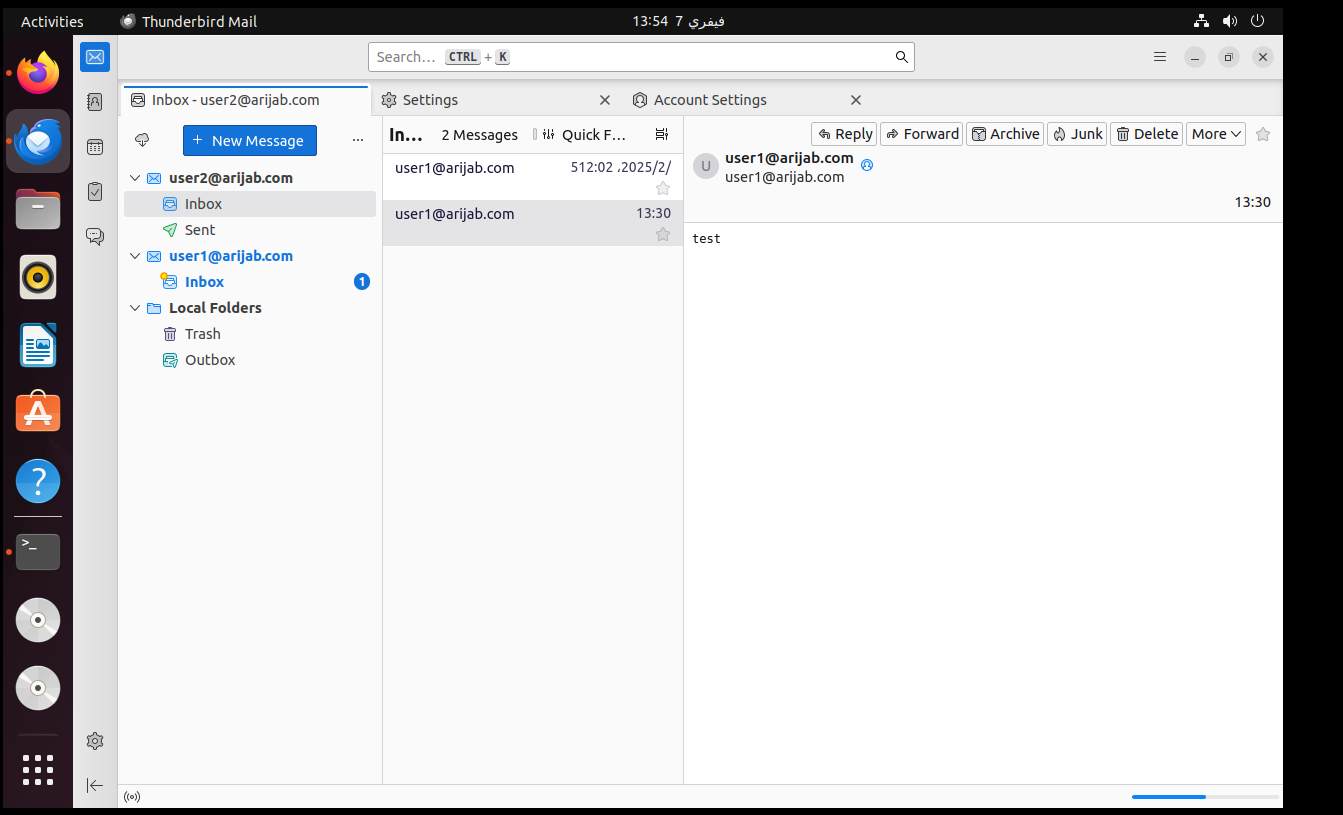 Activities
Thunderbird Mail
13:54 7 فيفري
Search… CTRL + K
Inbox - user2@arijab.com
Settings
Account Settings
+ New Message
In… 2 Messages Quick F…
Reply Forward Archive Junk Delete More
user2@arijab.com
Inbox
Sent
user1@arijab.com
Inbox 1
Local Folders
Trash
Outbox
user1@arijab.com 512:02 ،2025/2/
user1@arijab.com 13:30
U
user1@arijab.com
user1@arijab.com
13:30
test